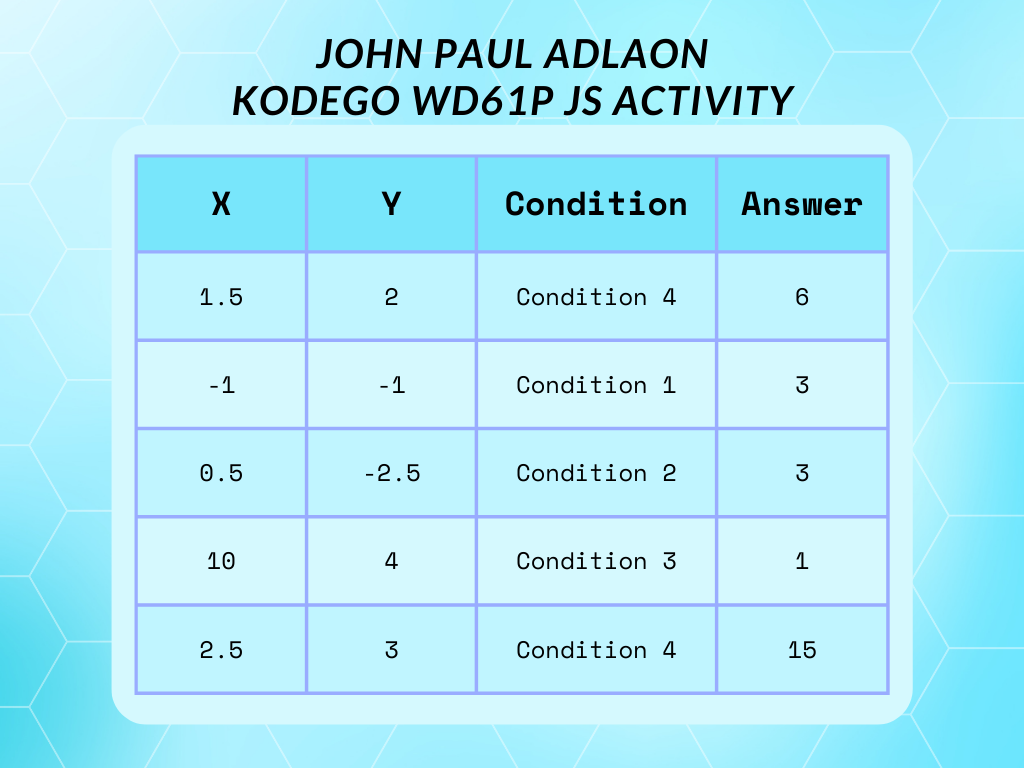 JOHN PAUL ADLAON
KODEGO WD61P JS ACTIVITY
X Y Condition Answer
1.5 2 Condition 4 6
-1 -1 Condition 1 3
0.5 -2.5 Condition 2 3
10 4 Condition 3 1
2.5 3 Condition 4 15